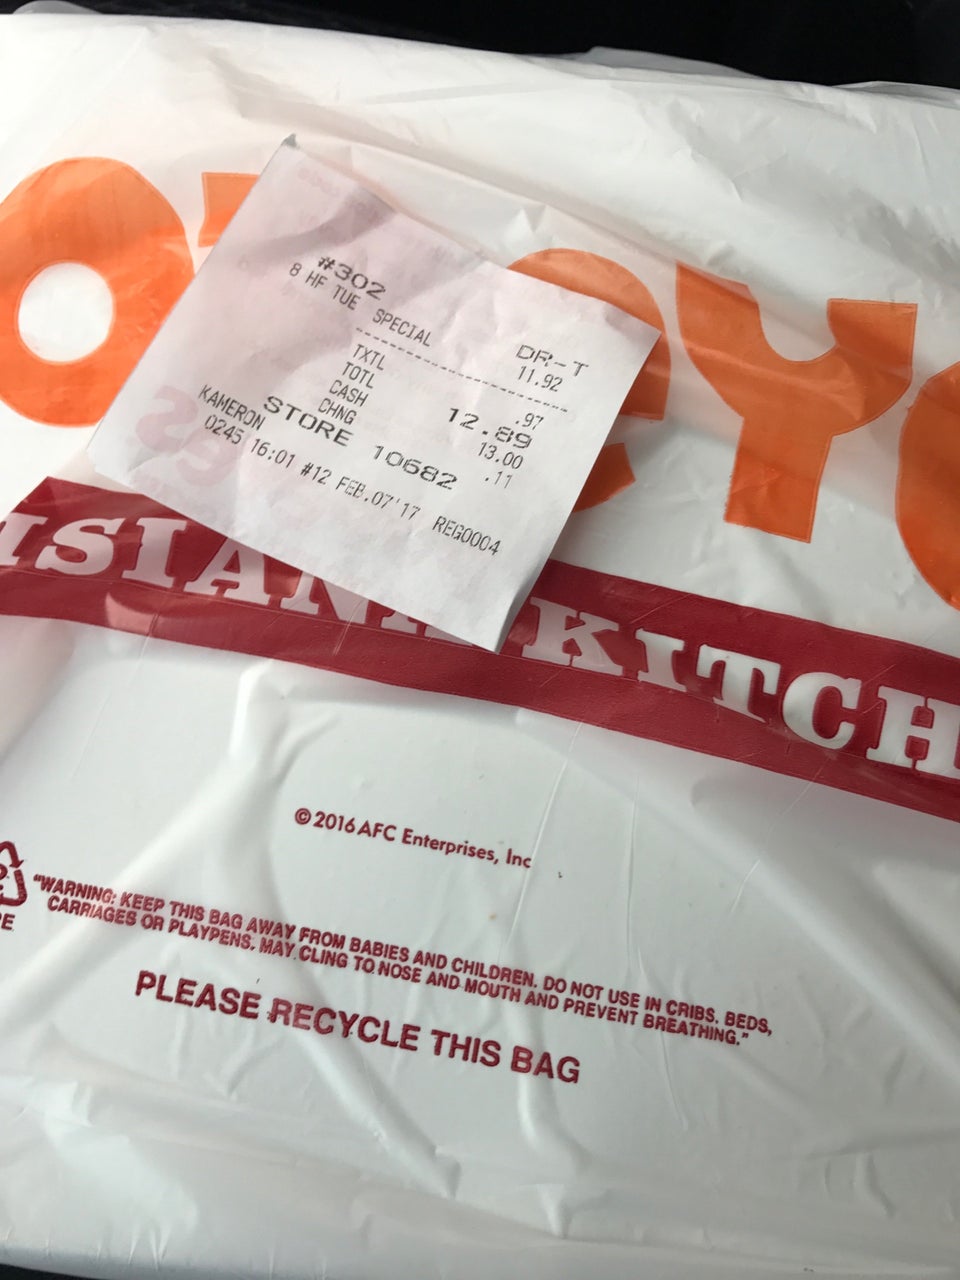 #302 DR-T
8 HF TUE SPECIAL 11.92
TXTL .97
TOTL 12.89
CASH 13.00
CHNG .11
STORE 10682
KAMERON
0245 16:01 #12 FEB.07'17 REG0004
OPEYE
ISIANA KITCH
© 2016 AFC Enterprises, Inc
"WARNING: KEEP THIS BAG AWAY FROM BABIES AND CHILDREN. DO NOT USE IN CRIBS, BEDS,
CARRIAGES OR PLAYPENS. MAY CLING TO NOSE AND MOUTH AND PREVENT BREATHING."
PLEASE RECYCLE THIS BAG